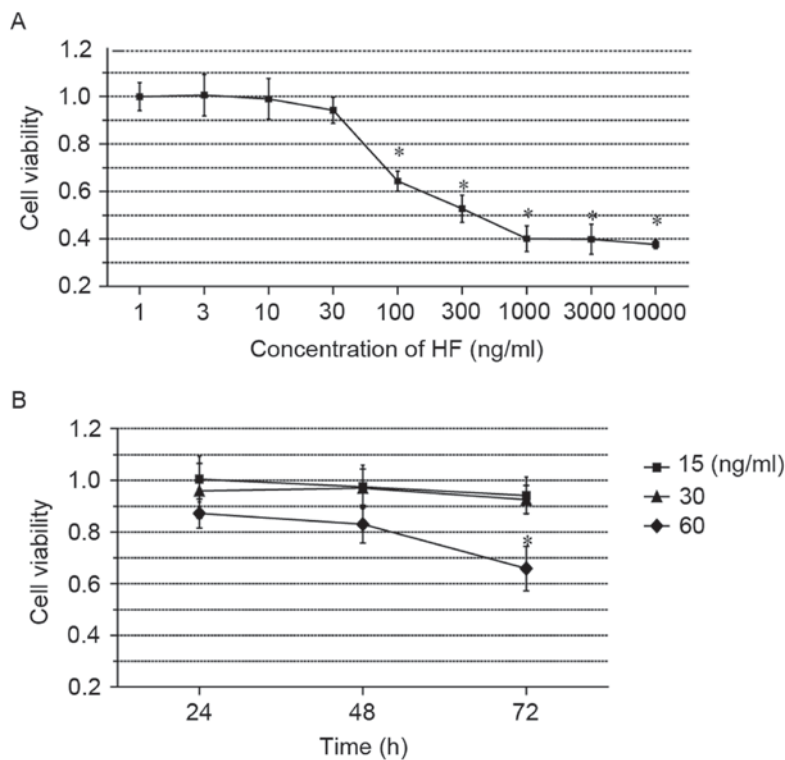 A
1.2
1.0
0.8
0.6
0.4
0.2
Cell viability
* * * * *
1 3 10 30 100 300 1000 3000 10000
Concentration of HF (ng/ml)
B
1.2
1.0
0.8
0.6
0.4
0.2
Cell viability
*
24 48 72
Time (h)
15 (ng/ml)
30
60